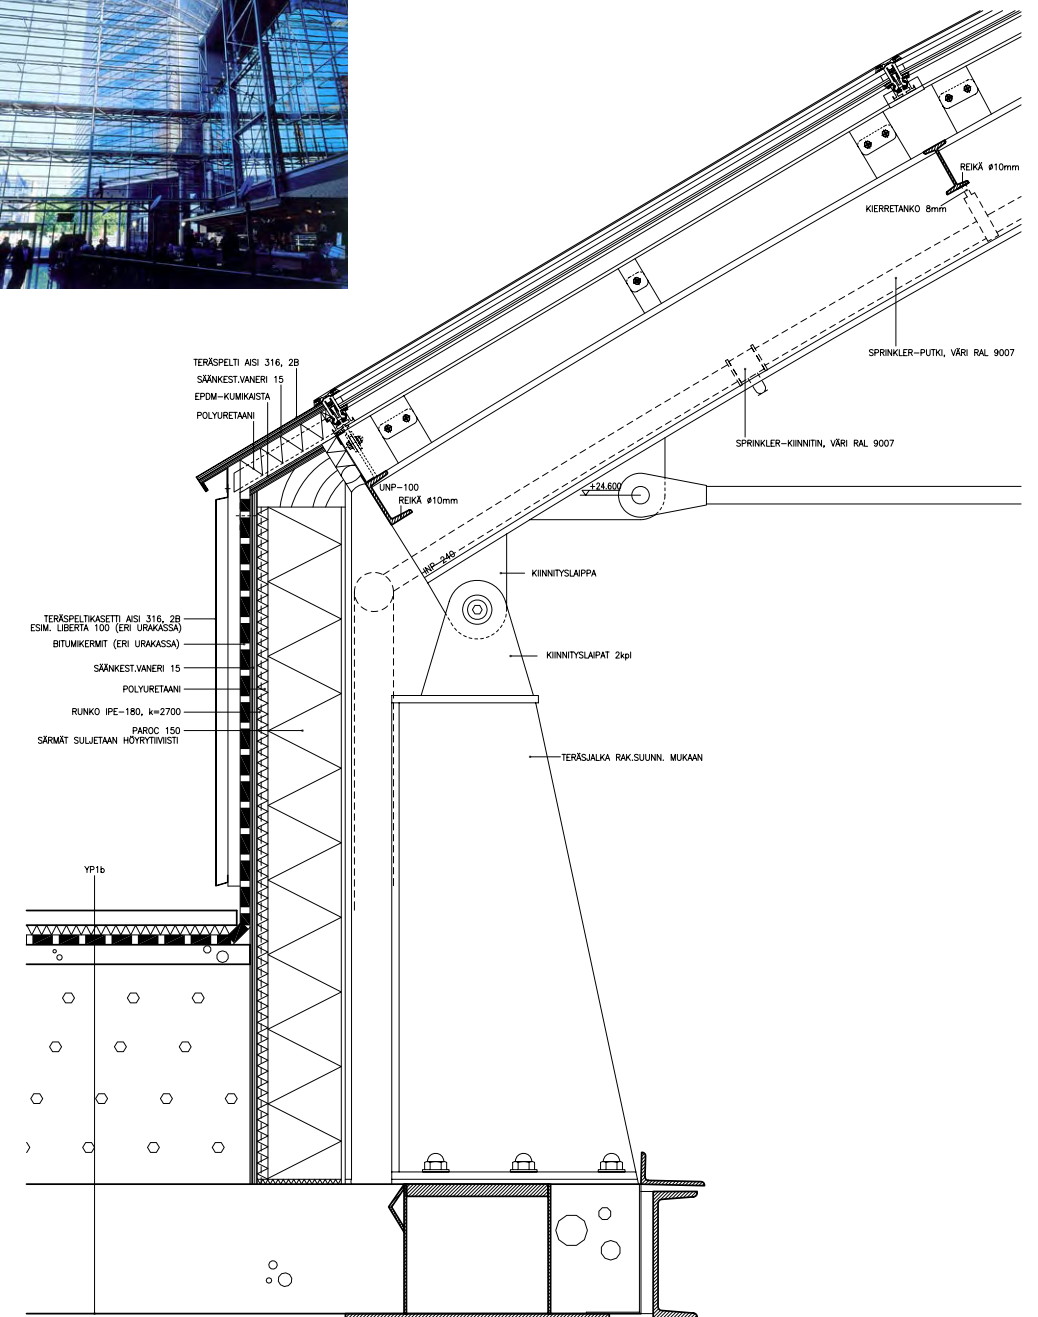 REIKÄ ø10mm
KIERRETANKO 8mm
SPRINKLER-PUTKI, VÄRI RAL 9007
TERÄSPELTI AISI 316, 2B
SÄÄNKEST.VANERI 15
EPDM-KUMIKAISTA
POLYURETAANI
SPRINKLER-KIINNITIN, VÄRI RAL 9007
UNP-100
REIKÄ ø10mm
+24.600
UNP 240
KIINNITYSLAIPPA
TERÄSPELTIKASETTI AISI 316, 2B
ESIM. LIBERTA 100 (ERI URAKASSA)
BITUMIKERMIT (ERI URAKASSA)
KIINNITYSLAIPAT 2kpl
SÄÄNKEST.VANERI 15
POLYURETAANI
RUNKO IPE-180, k=2700
PAROC 150
SÄRMÄT SULJETAAN HÖYRYTIIVIISTI
TERÄSJALKA RAK.SUUNN. MUKAAN
YP1b